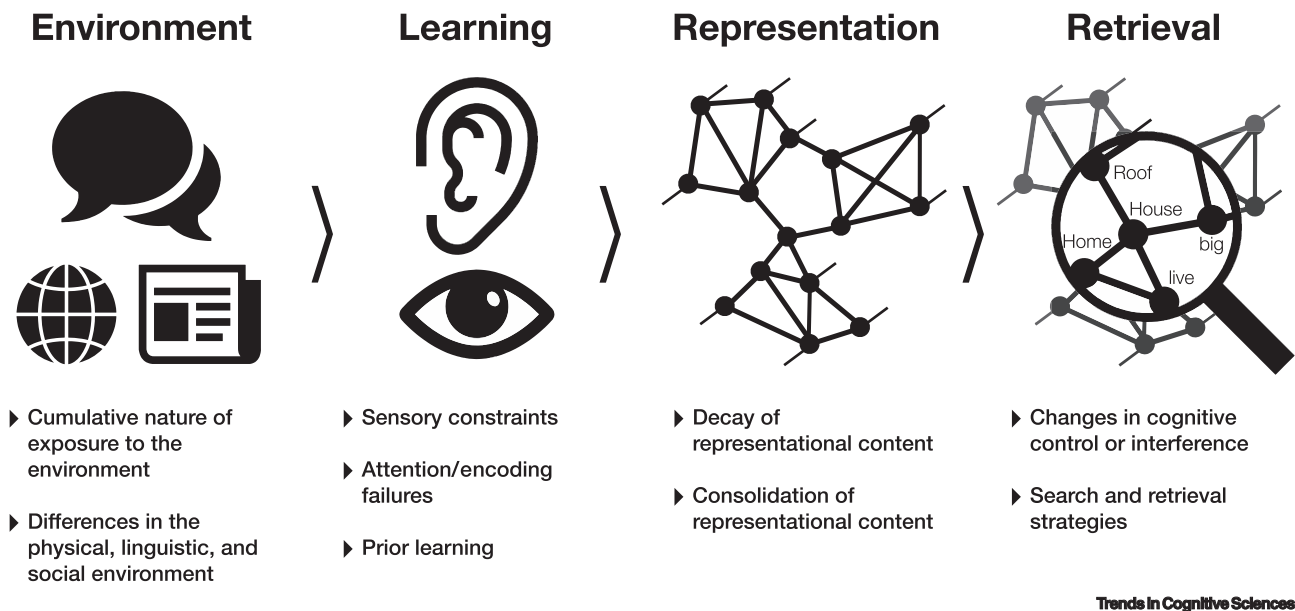 Environment
Learning
Representation
Retrieval
Roof
House
Home
big
live
Cumulative nature of
exposure to the
environment
Differences in the
physical, linguistic, and
social environment
Sensory constraints
Attention/encoding
failures
Prior learning
Decay of
representational content
Consolidation of
representational content
Changes in cognitive
control or interference
Search and retrieval
strategies
Trends in Cognitive Sciences